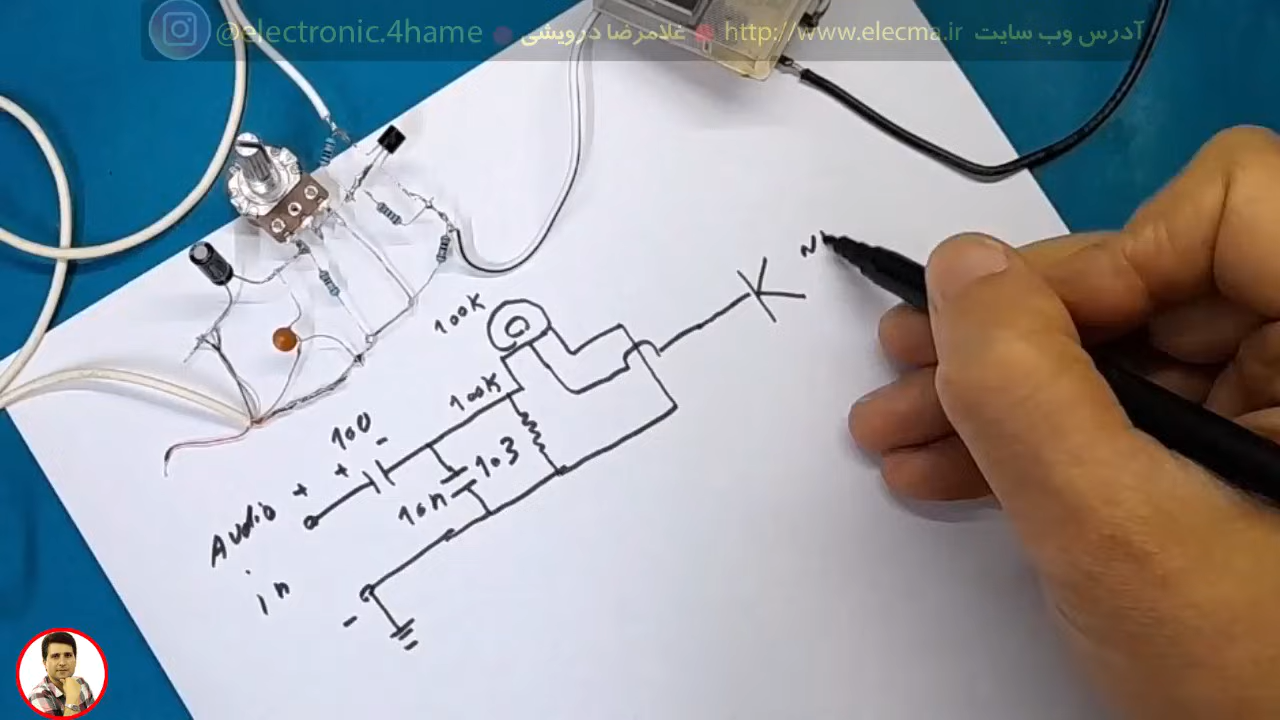 @electronic.4hame ● غلامرضا درویشی ● http://www.elecma.ir آدرس وب سایت
100K
100K
100
+ -
103
10n
Audio +
in
-
N